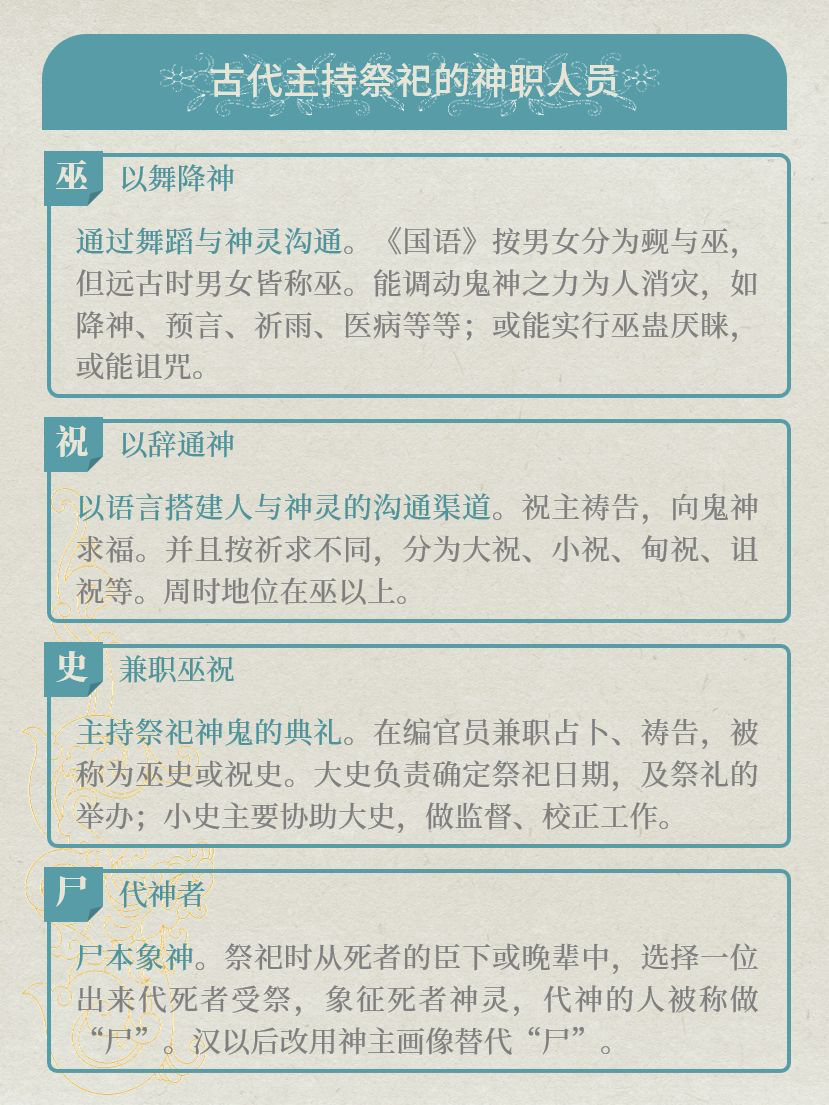 古代主持祭祀的神职人员
巫 以舞降神
通过舞蹈与神灵沟通。《国语》按男女分为觋与巫，
但远古时男女皆称巫。能调动鬼神之力为人消灾，如
降神、预言、祈雨、医病等等；或能实行巫蛊厌睐，
或能诅咒。
祝 以辞通神
以语言搭建人与神灵的沟通渠道。祝主祷告，向鬼神
求福。并且按祈求不同，分为大祝、小祝、甸祝、诅
祝等。周时地位在巫以上。
史 兼职巫祝
主持祭祀神鬼的典礼。在编官员兼职占卜、祷告，被
称为巫史或祝史。大史负责确定祭祀日期，及祭礼的
举办；小史主要协助大史，做监督、校正工作。
尸 代神者
尸本象神。祭祀时从死者的臣下或晚辈中，选择一位
出来代死者受祭，象征死者神灵，代神的人被称做
“尸”。汉以后改用神主画像替代“尸”。